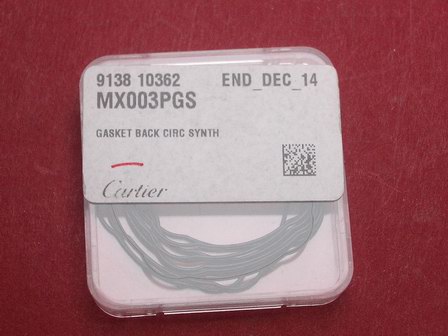 9138 10362 END_DEC_14
MX003PGS
GASKET BACK CIRC SYNTH
Cartier